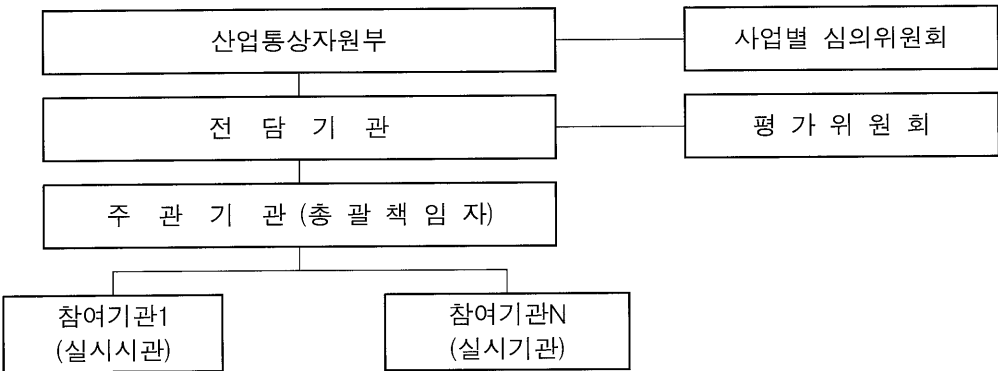 산업통상자원부
사업별 심의위원회
전 담 기 관
평 가 위 원 회
주 관 기 관 (총 괄 책 임 자)
참여기관1
(실시시관)
참여기관N
(실시기관)